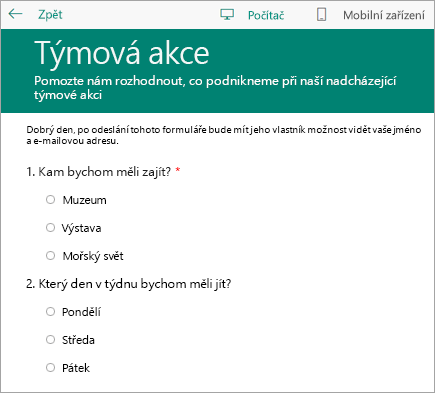 Zpět
Počítač
Mobilní zařízení
Týmová akce
Pomozte nám rozhodnout, co podnikneme při naší nadcházející
týmové akci
Dobrý den, po odeslání tohoto formuláře bude mít jeho vlastník možnost vidět vaše jméno
a e-mailovou adresu.
1. Kam bychom měli zajít? *
Muzeum
Výstava
Mořský svět
2. Který den v týdnu bychom měli jít?
Pondělí
Středa
Pátek